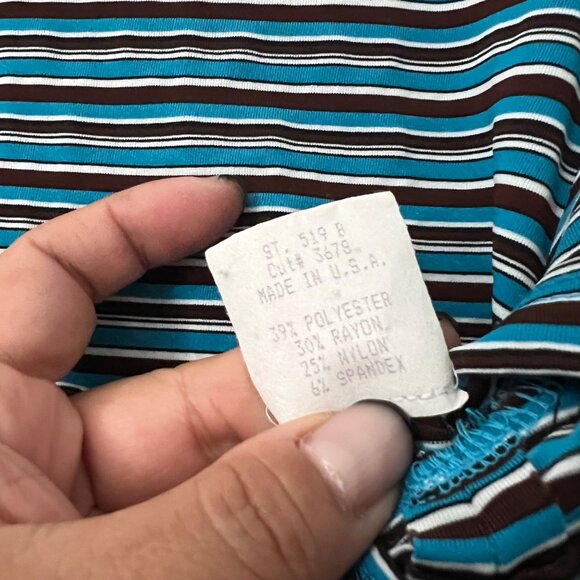 ST. 519 B
Cut# 3678
MADE IN U.S.A.
39% POLYESTER
30% RAYON
25% NYLON
6% SPANDEX